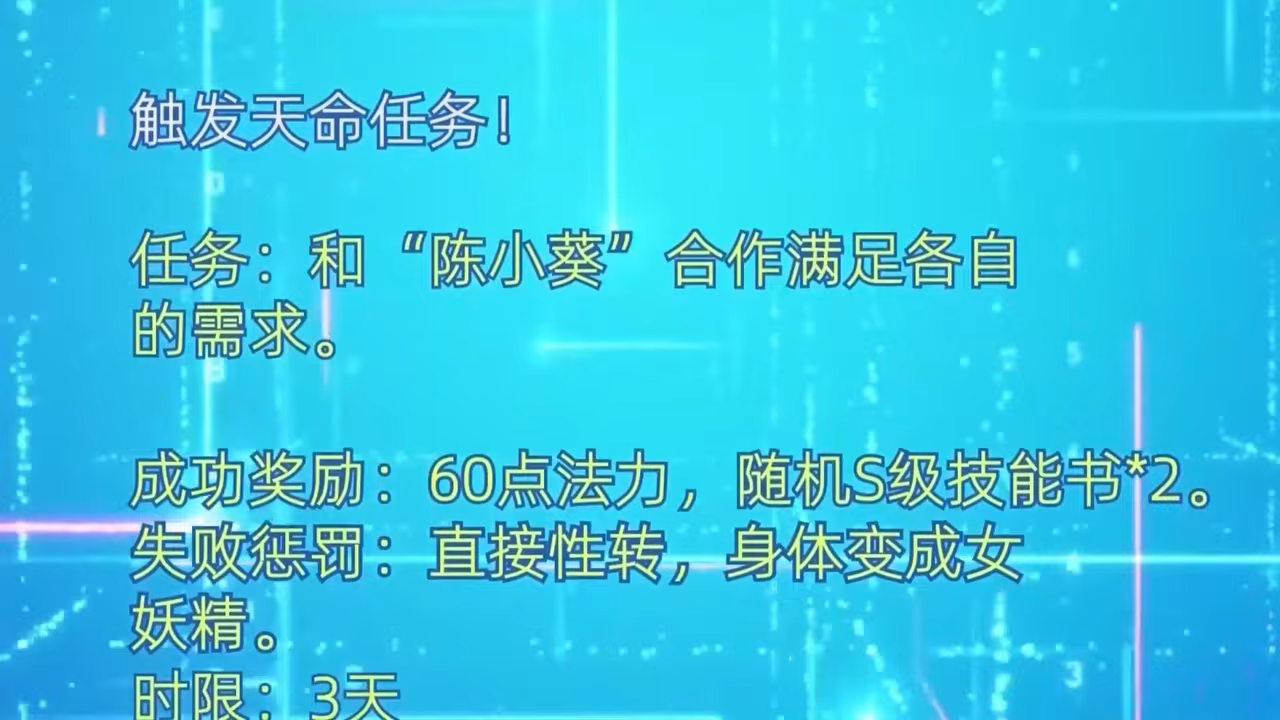 触发天命任务！
任务：和“陈小葵”合作满足各自
的需求。
成功奖励：60点法力，随机S级技能书*2。
失败惩罚：直接性转，身体变成女
妖精。
时限：3天